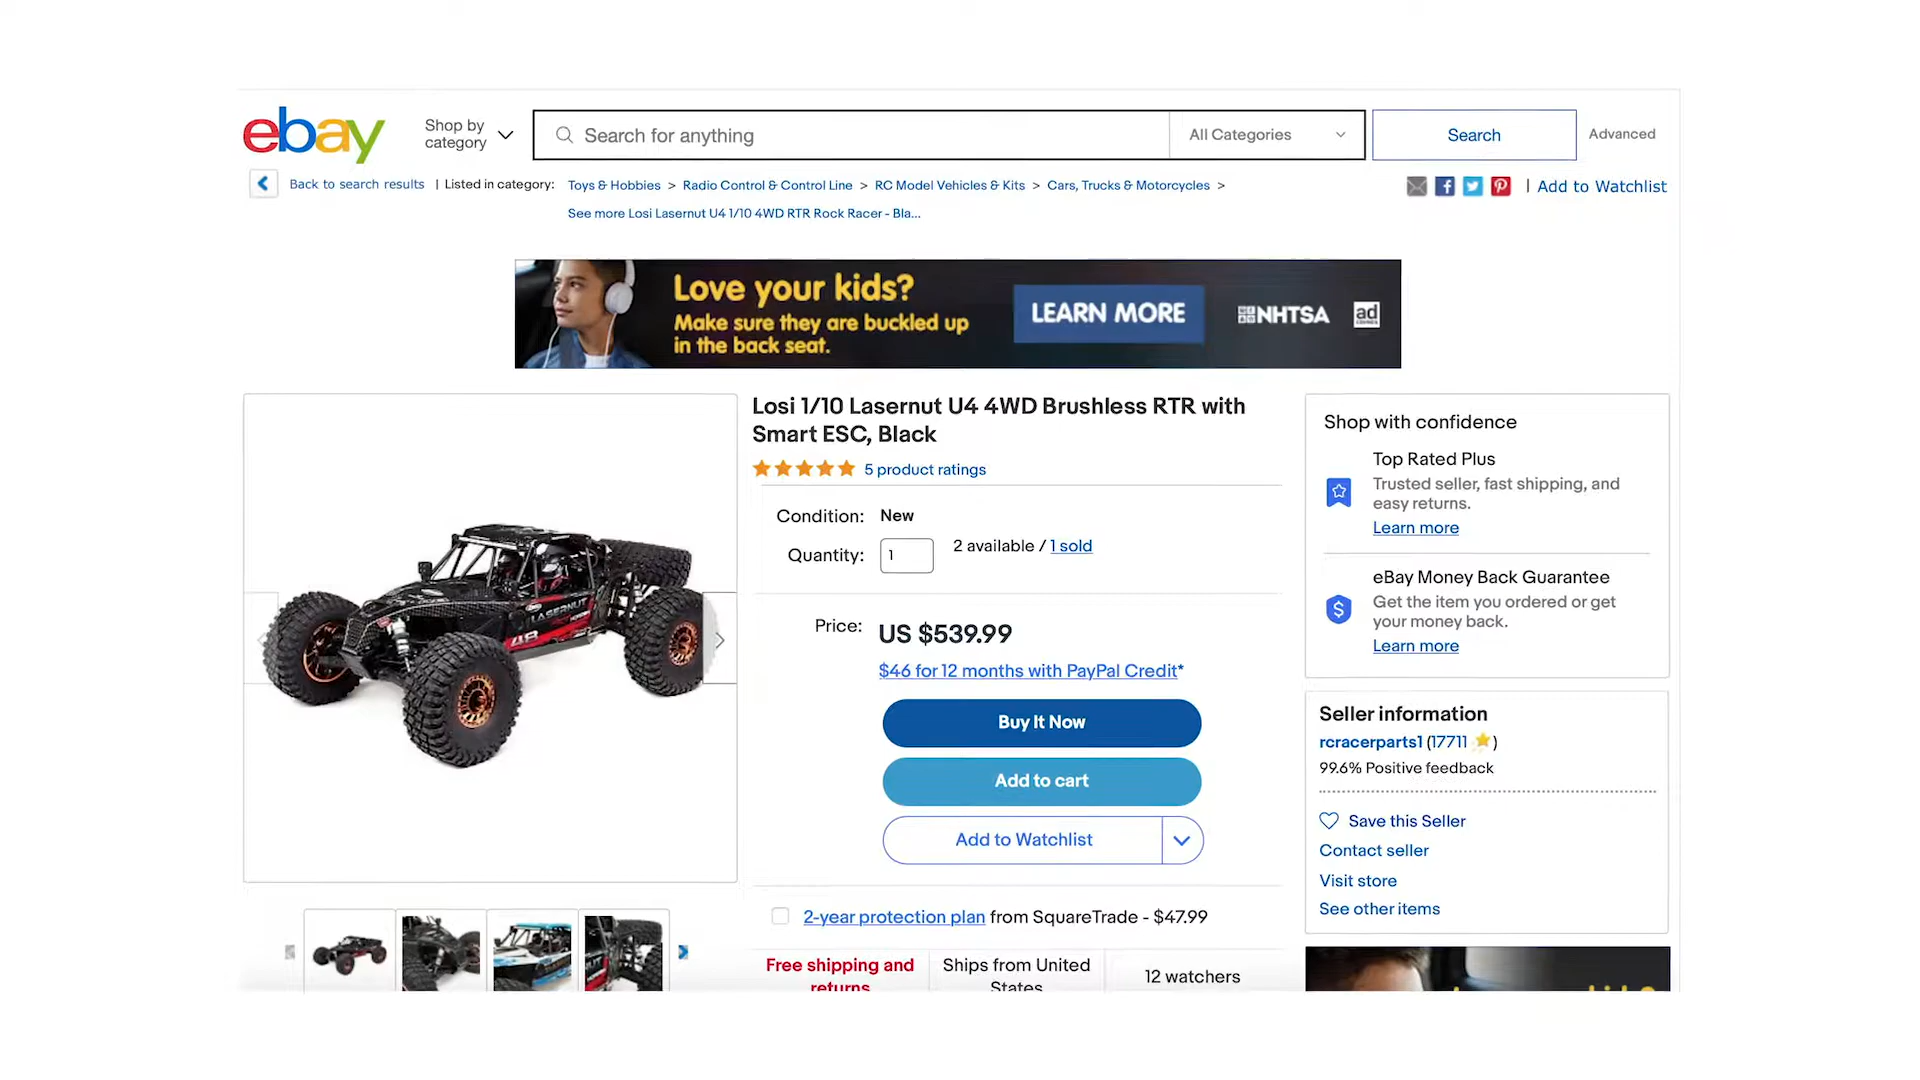 ebay
Shop by
category
Search for anything
All Categories
Search
Advanced
Back to search results | Listed in category: Toys & Hobbies > Radio Control & Control Line > RC Model Vehicles & Kits > Cars, Trucks & Motorcycles >
| Add to Watchlist
See more Losi Lasernut U4 1/10 4WD RTR Rock Racer - Bla...
Love your kids?
Make sure they are buckled up
in the back seat.
LEARN MORE
NHTSA
ad
Losi 1/10 Lasernut U4 4WD Brushless RTR with
Smart ESC, Black
5 product ratings
Condition: New
Quantity: 1
2 available / 1 sold
Price: US $539.99
$46 for 12 months with PayPal Credit*
Buy It Now
Add to cart
Add to Watchlist
2-year protection plan from SquareTrade - $47.99
Free shipping and
returns
Ships from United
States
12 watchers
LASERNUT
48
Shop with confidence
Top Rated Plus
Trusted seller, fast shipping, and
easy returns.
Learn more
eBay Money Back Guarantee
Get the item you ordered or get
your money back.
Learn more
Seller information
rcracerparts1 (17711)
99.6% Positive feedback
Save this Seller
Contact seller
Visit store
See other items